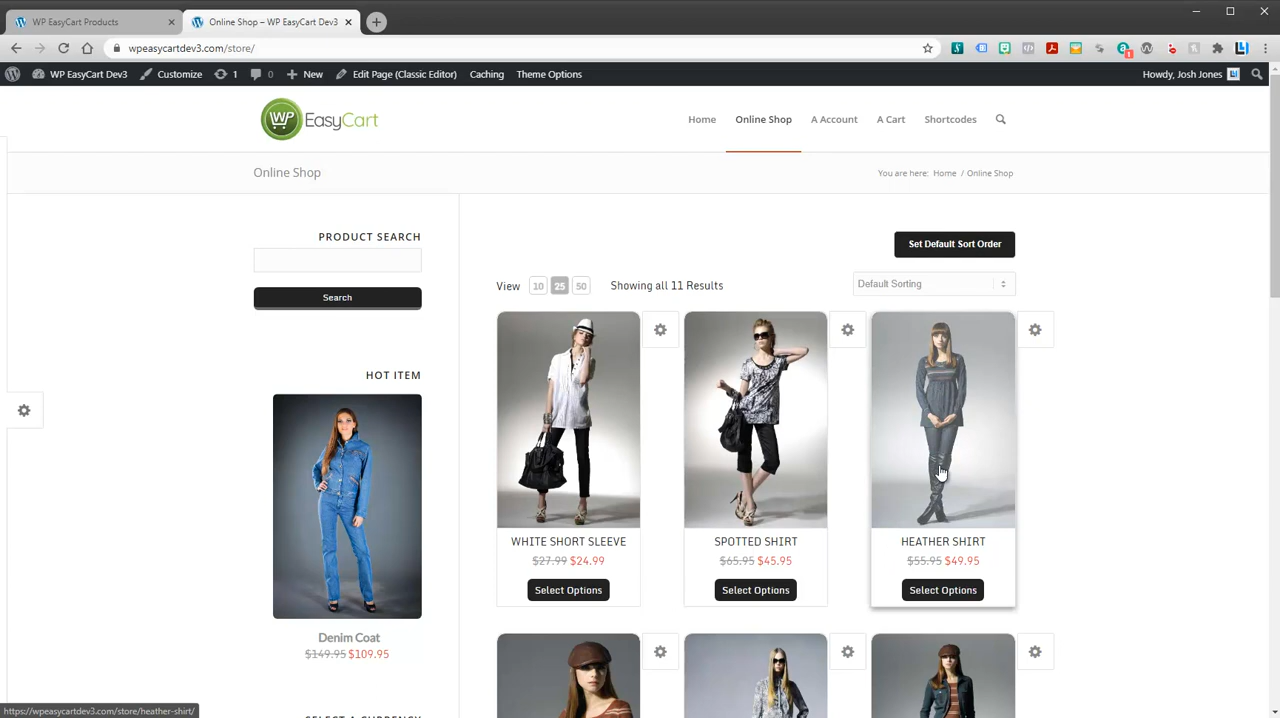 WP EasyCart Products
Online Shop – WP EasyCart Dev3
wpeasycartdev3.com/store/
WP EasyCart Dev3
Customize
1
0
New
Edit Page (Classic Editor)
Caching
Theme Options
Howdy, Josh Jones
WP EasyCart
Home
Online Shop
A Account
A Cart
Shortcodes
Online Shop
You are here: Home / Online Shop
PRODUCT SEARCH
Search
HOT ITEM
Denim Coat
$149.95 $109.95
Set Default Sort Order
View 10 25 50 Showing all 11 Results
Default Sorting
WHITE SHORT SLEEVE
$27.99 $24.99
Select Options
SPOTTED SHIRT
$65.95 $45.95
Select Options
HEATHER SHIRT
$55.95 $49.95
Select Options
SELECT A CURRENCY
https://wpeasycartdev3.com/store/heather-shirt/